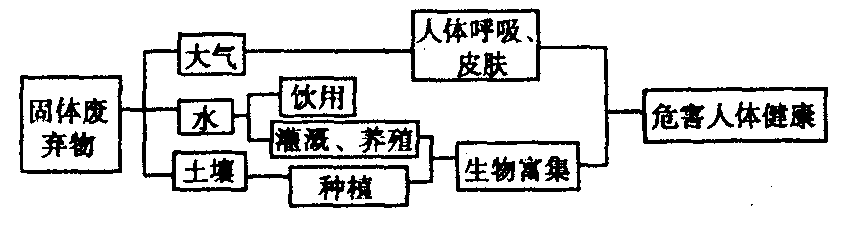 固体废
弃物
大气
水
土壤
饮用
灌溉、养殖
种植
人体呼吸、
皮肤
生物富集
危害人体健康